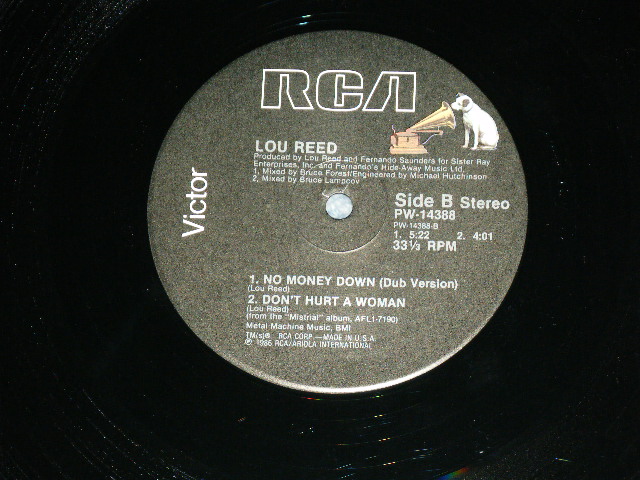 RCA
LOU REED
Produced by Lou Reed and Fernando Saunders for Sister Ray
Enterprises, Inc. and Fernando's Hide-Away Music Ltd.
1. Mixed by Bruce Forest/Engineered by Michael Hutchinson
2. Mixed by Bruce Lampcov
Victor
Side B Stereo
PW-14388
PW-14388-B
1. 5:22 2. 4:01
33⅓ RPM
1. NO MONEY DOWN (Dub Version)
(Lou Reed)
2. DON'T HURT A WOMAN
(Lou Reed)
(from the "Mistrial" album, AFL1-7190)
Metal Machine Music, BMI
TM(s)® RCA CORP.—MADE IN U.S.A.
℗ 1986 RCA/ARIOLA INTERNATIONAL